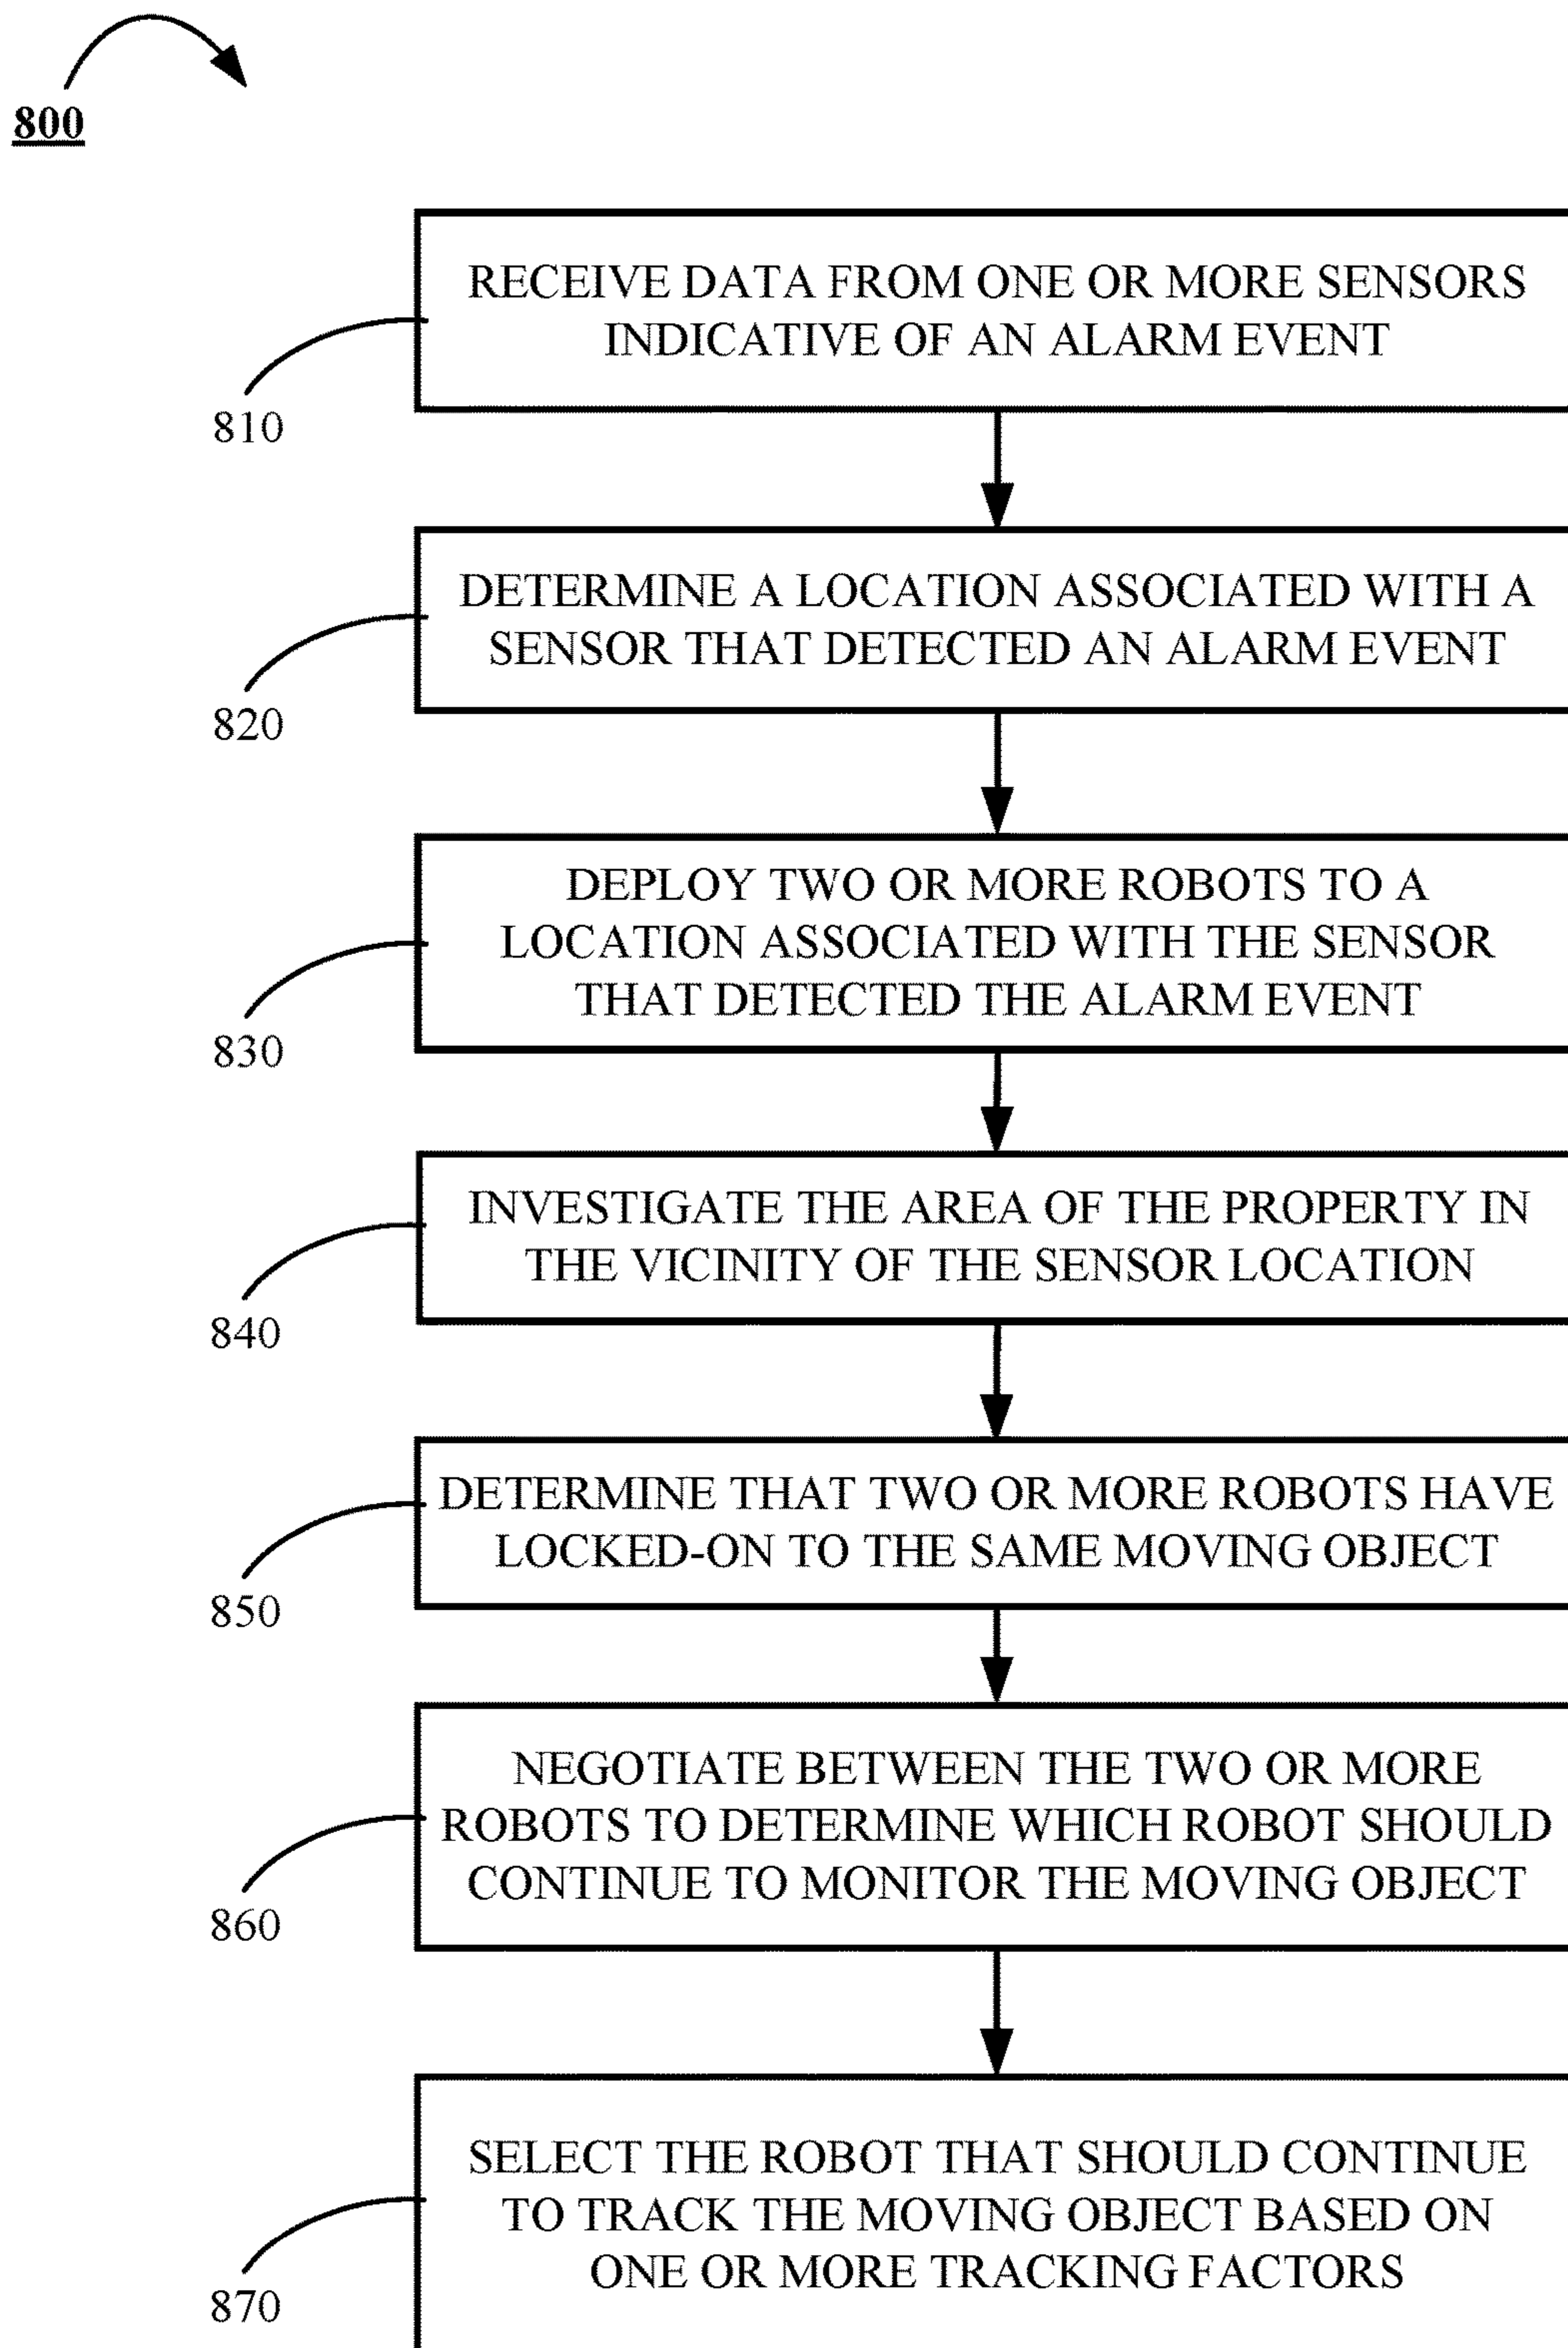 800
RECEIVE DATA FROM ONE OR MORE SENSORS
INDICATIVE OF AN ALARM EVENT
810
DETERMINE A LOCATION ASSOCIATED WITH A
SENSOR THAT DETECTED AN ALARM EVENT
820
DEPLOY TWO OR MORE ROBOTS TO A
LOCATION ASSOCIATED WITH THE SENSOR
THAT DETECTED THE ALARM EVENT
830
INVESTIGATE THE AREA OF THE PROPERTY IN
THE VICINITY OF THE SENSOR LOCATION
840
DETERMINE THAT TWO OR MORE ROBOTS HAVE
LOCKED-ON TO THE SAME MOVING OBJECT
850
NEGOTIATE BETWEEN THE TWO OR MORE
ROBOTS TO DETERMINE WHICH ROBOT SHOULD
CONTINUE TO MONITOR THE MOVING OBJECT
860
SELECT THE ROBOT THAT SHOULD CONTINUE
TO TRACK THE MOVING OBJECT BASED ON
ONE OR MORE TRACKING FACTORS
870